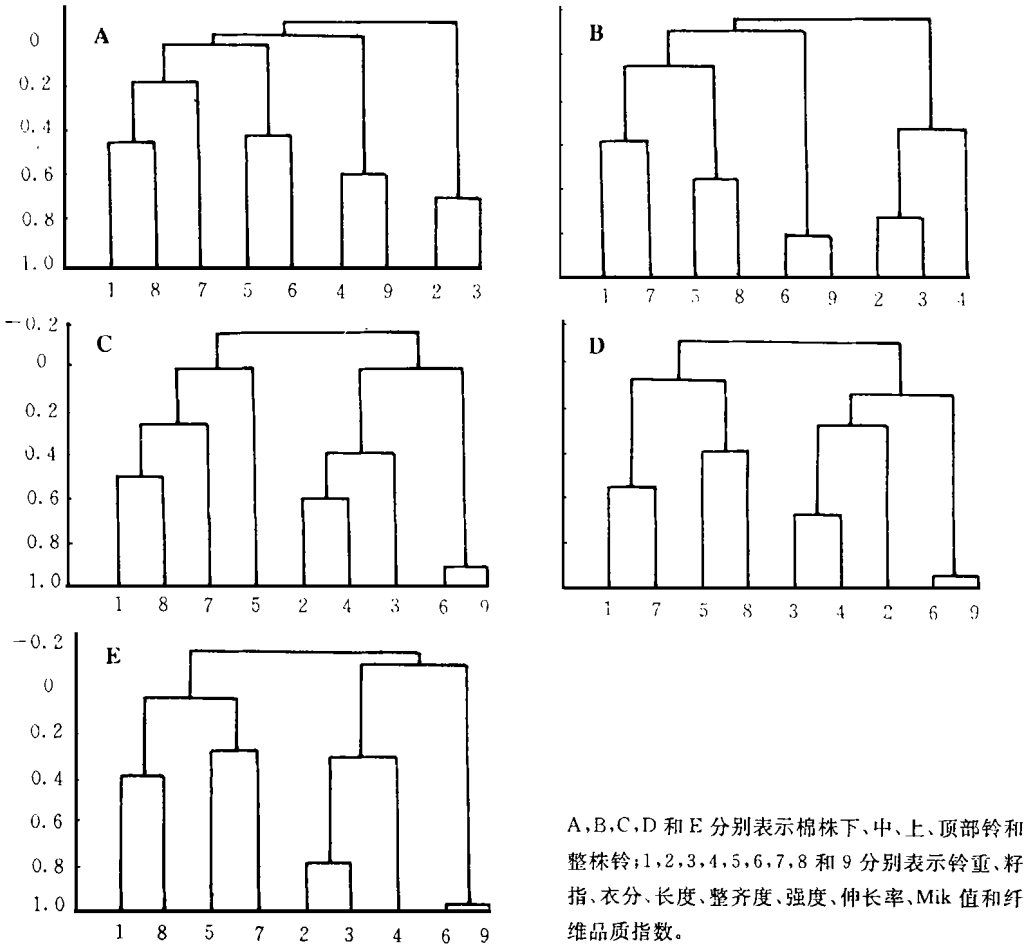 A
0
0.2
0.4
0.6
0.8
1.0
1 8 7 5 6 4 9 2 3
B
1 7 5 8 6 9 2 3 4
C
-0.2
0
0.2
0.4
0.6
0.8
1.0
1 8 7 5 2 4 3 6 9
D
1 7 5 8 3 4 2 6 9
E
-0.2
0
0.2
0.4
0.6
0.8
1.0
1 8 5 7 2 3 4 6 9
A,B,C,D 和 E 分别表示棉株下、中、上、顶部铃和
整株铃;1,2,3,4,5,6,7,8 和 9 分别表示铃重、籽
指、衣分、长度、整齐度、强度、伸长率、Mik 值和纤
维品质指数。